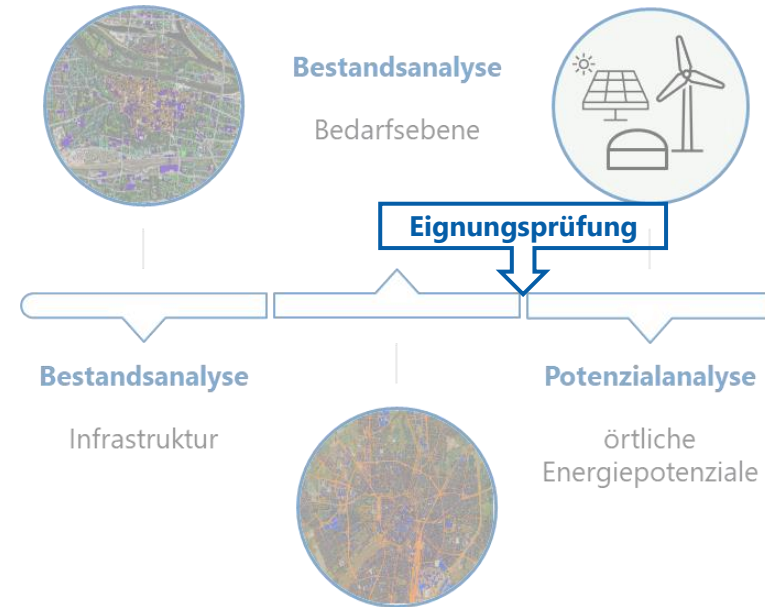 Bestandsanalyse
Bedarfsebene
Eignungsprüfung
Bestandsanalyse
Infrastruktur
Potenzialanalyse
örtliche
Energiepotenziale